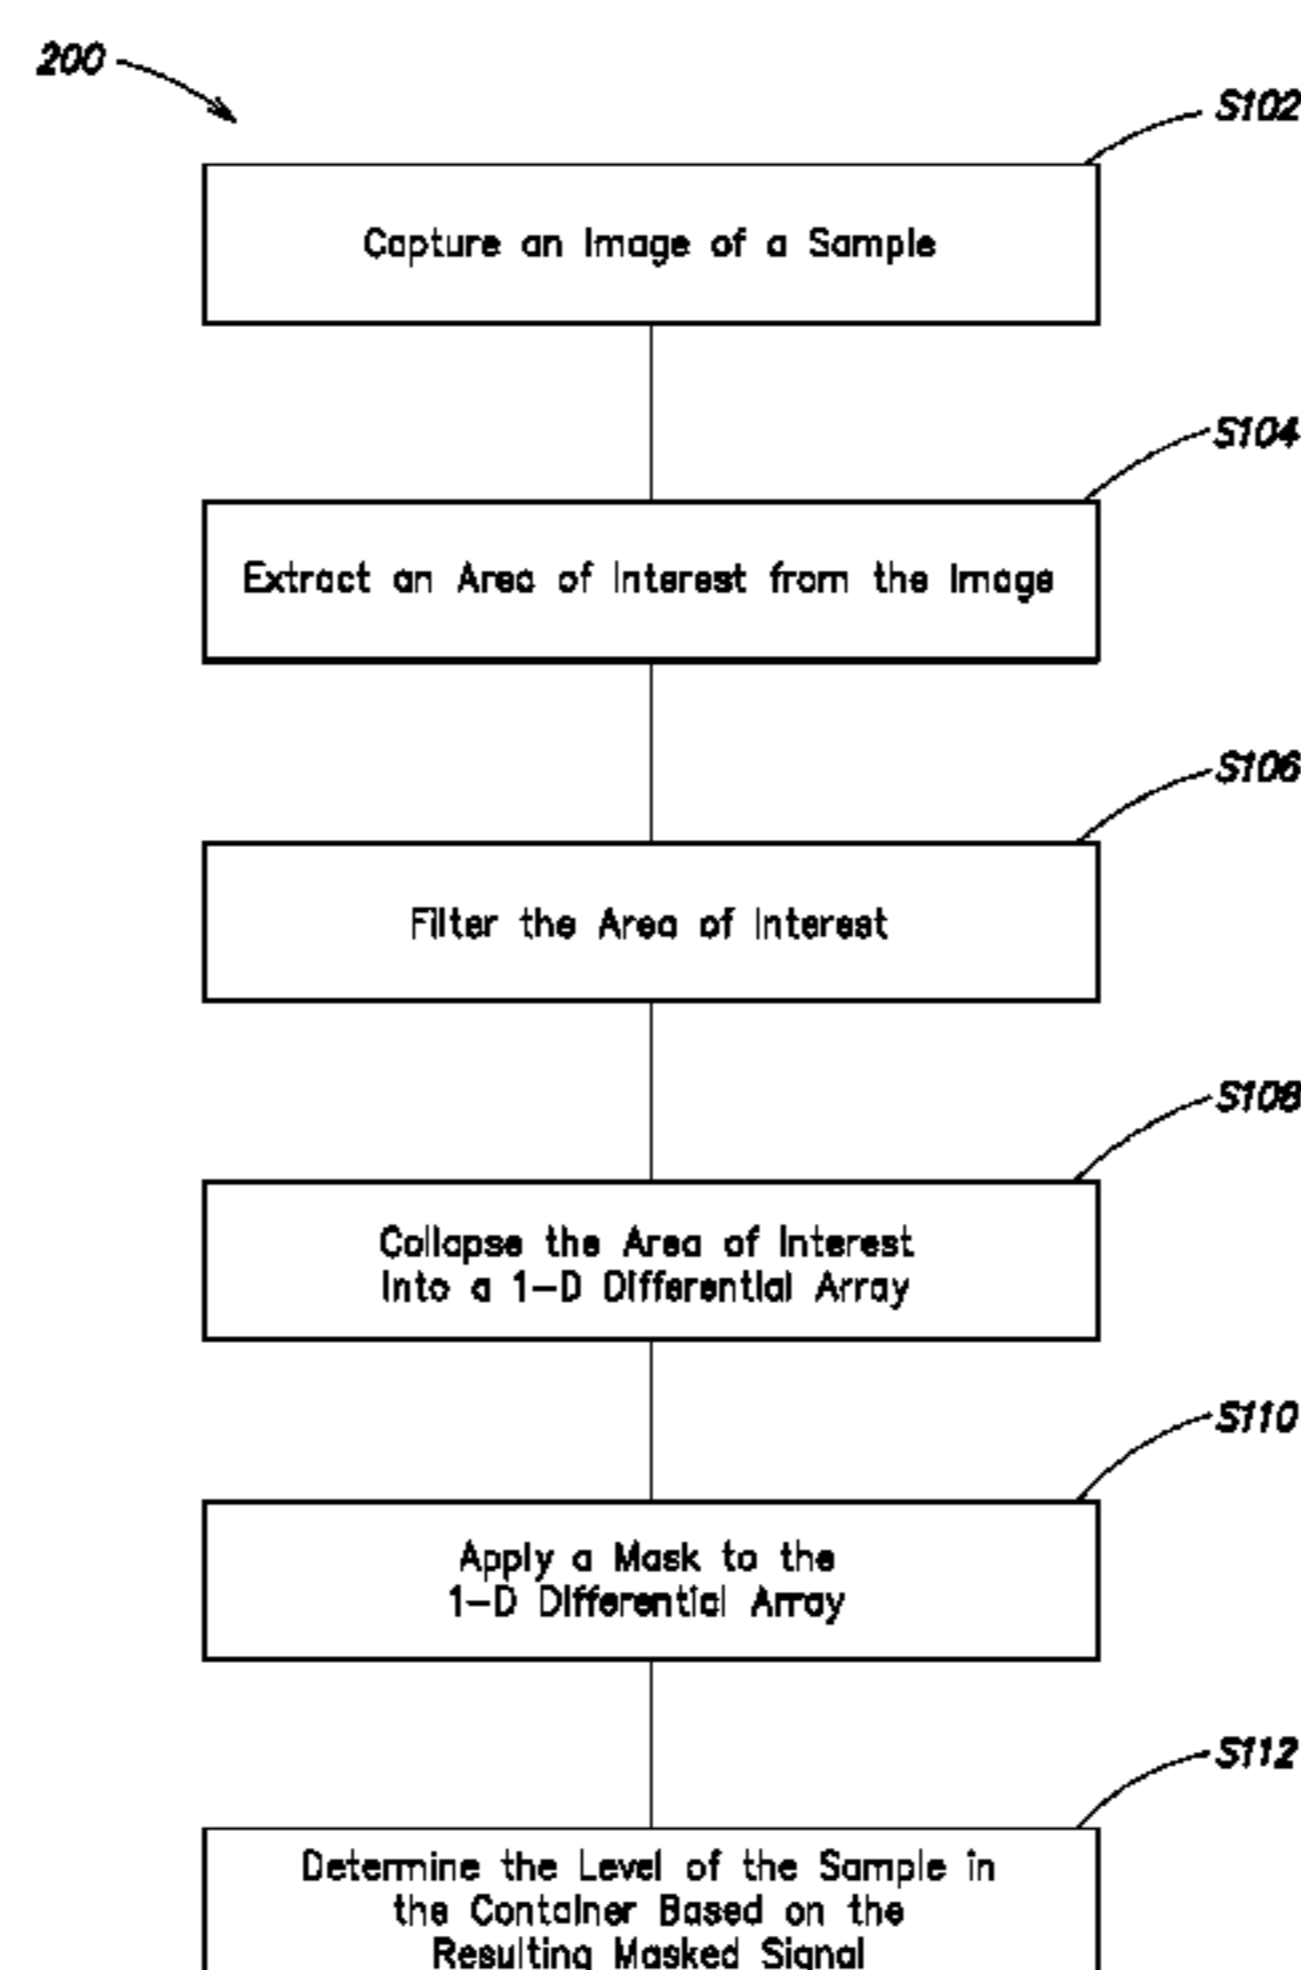 200
S102
Capture an Image of a Sample
S104
Extract an Area of Interest from the Image
S106
Filter the Area of Interest
S108
Collapse the Area of Interest
Into a 1-D Differential Array
S110
Apply a Mask to the
1-D Differential Array
S112
Determine the Level of the Sample in
the Container Based on the
Resulting Masked Signal